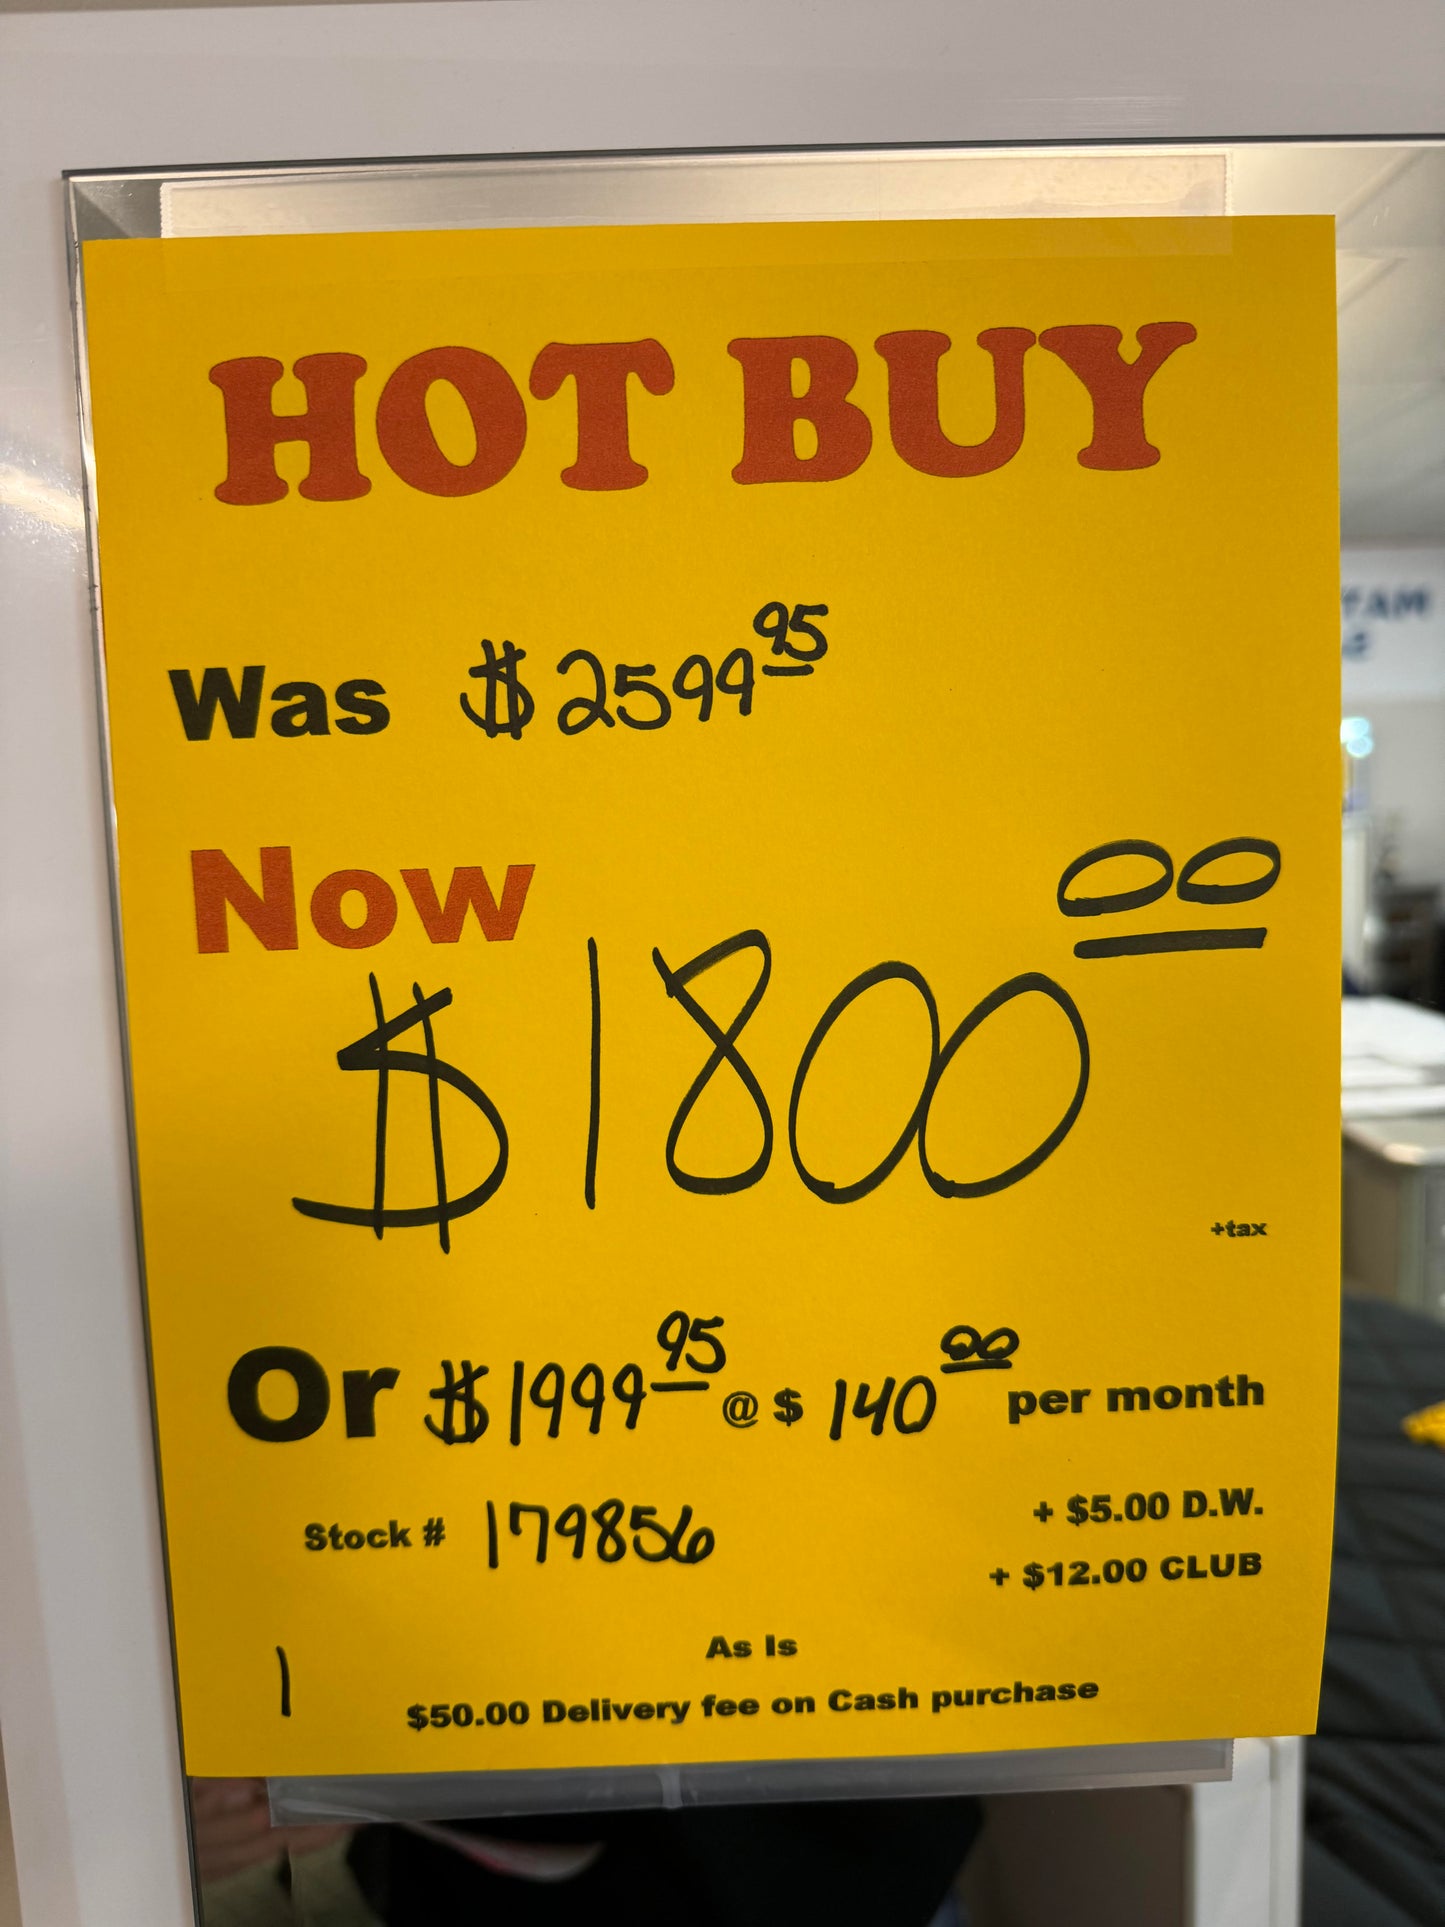 HOT BUY
Was $2599.95
Now
$1800.00
+tax
Or $1999.95 @ $ 140.00 per month
Stock # 179856
+ $5.00 D.W.
+ $12.00 CLUB
As Is
1
$50.00 Delivery fee on Cash purchase